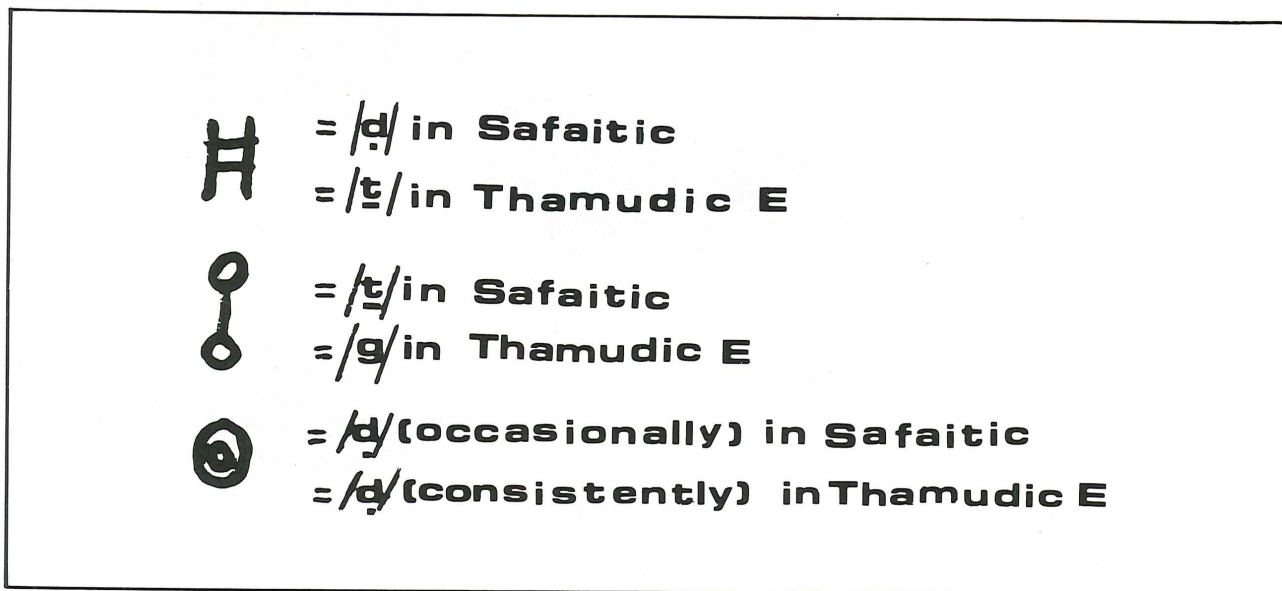 = /ḍ/ in Safaitic
= /ṯ/ in Thamudic E
= /ṯ/ in Safaitic
= /g/ in Thamudic E
= /ḏ/ (occasionally) in Safaitic
= /ḍ/ (consistently) in Thamudic E